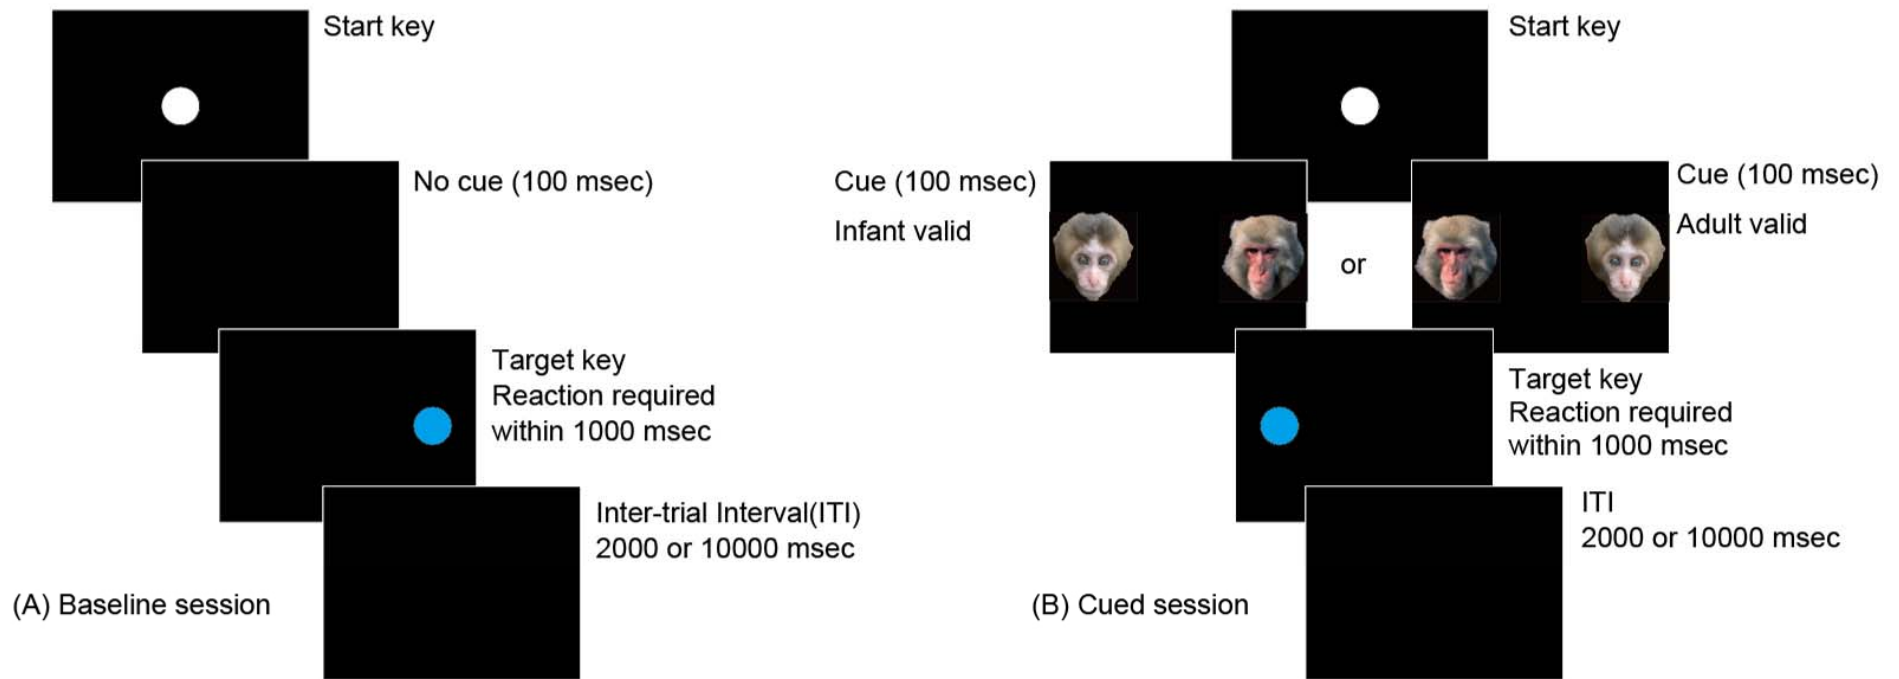 Start key
No cue (100 msec)
Target key
Reaction required
within 1000 msec
Inter-trial Interval(ITI)
2000 or 10000 msec
(A) Baseline session
Start key
Cue (100 msec)
Infant valid
or
Cue (100 msec)
Adult valid
Target key
Reaction required
within 1000 msec
ITI
2000 or 10000 msec
(B) Cued session